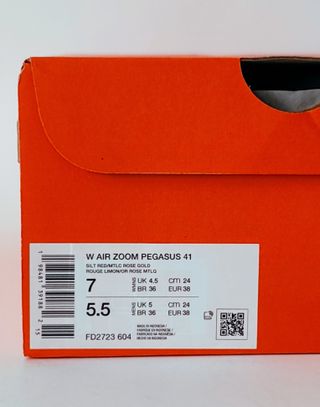 W AIR ZOOM PEGASUS 41
SILT RED/MTLC ROSE GOLD
ROUGE LIMON/OR ROSE MTLQ
7 WMNS UK 4.5 CM 24
BR 36 EUR 38
5.5 MENS UK 5 CM 24
BR 36 EUR 38
FD2723 604
MADE IN INDONESIA /